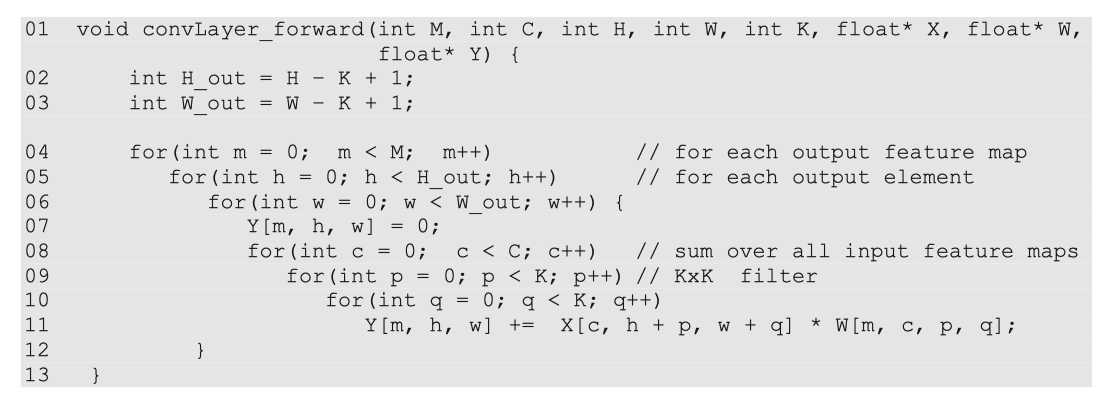 01 void convLayer_forward(int M, int C, int H, int W, int K, float* X, float* W,
float* Y) {
02 int H_out = H − K + 1;
03 int W_out = W − K + 1;
04 for(int m = 0; m < M; m++) // for each output feature map
05 for(int h = 0; h < H_out; h++) // for each output element
06 for(int w = 0; w < W_out; w++) {
07 Y[m, h, w] = 0;
08 for(int c = 0; c < C; c++) // sum over all input feature maps
09 for(int p = 0; p < K; p++) // KxK filter
10 for(int q = 0; q < K; q++)
11 Y[m, h, w] += X[c, h + p, w + q] * W[m, c, p, q];
12 }
13 }